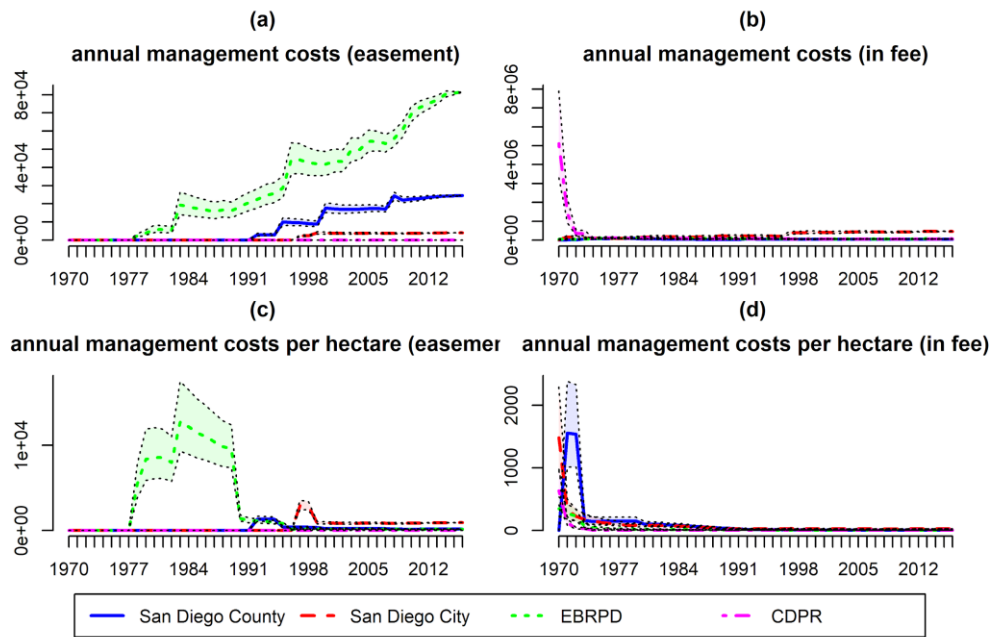 (a)
annual management costs (easement)
0e+00 4e+04 8e+04
1970 1977 1984 1991 1998 2005 2012
(b)
annual management costs (in fee)
0e+00 4e+06 8e+06
1970 1977 1984 1991 1998 2005 2012
(c)
annual management costs per hectare (easemer
0e+00 1e+04
1970 1977 1984 1991 1998 2005 2012
(d)
annual management costs per hectare (in fee)
0 1000 2000
1970 1977 1984 1991 1998 2005 2012
San Diego County San Diego City EBRPD CDPR